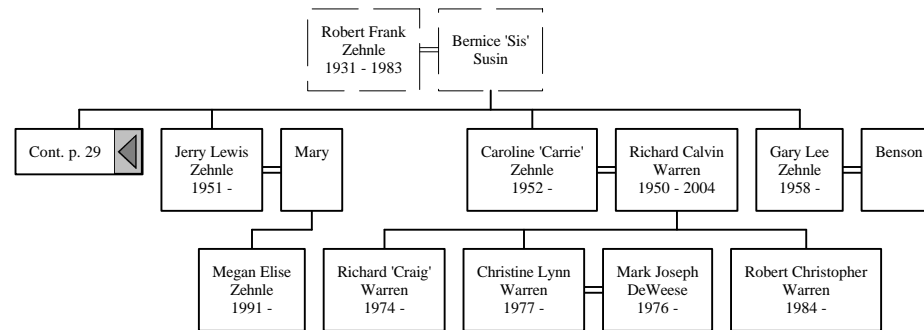 Robert Frank
Zehnle
1931 - 1983
Bernice 'Sis'
Susin
Cont. p. 29
Jerry Lewis
Zehnle
1951 -
Mary
Caroline 'Carrie'
Zehnle
1952 -
Richard Calvin
Warren
1950 - 2004
Gary Lee
Zehnle
1958 -
Benson
Megan Elise
Zehnle
1991 -
Richard 'Craig'
Warren
1974 -
Christine Lynn
Warren
1977 -
Mark Joseph
DeWeese
1976 -
Robert Christopher
Warren
1984 -